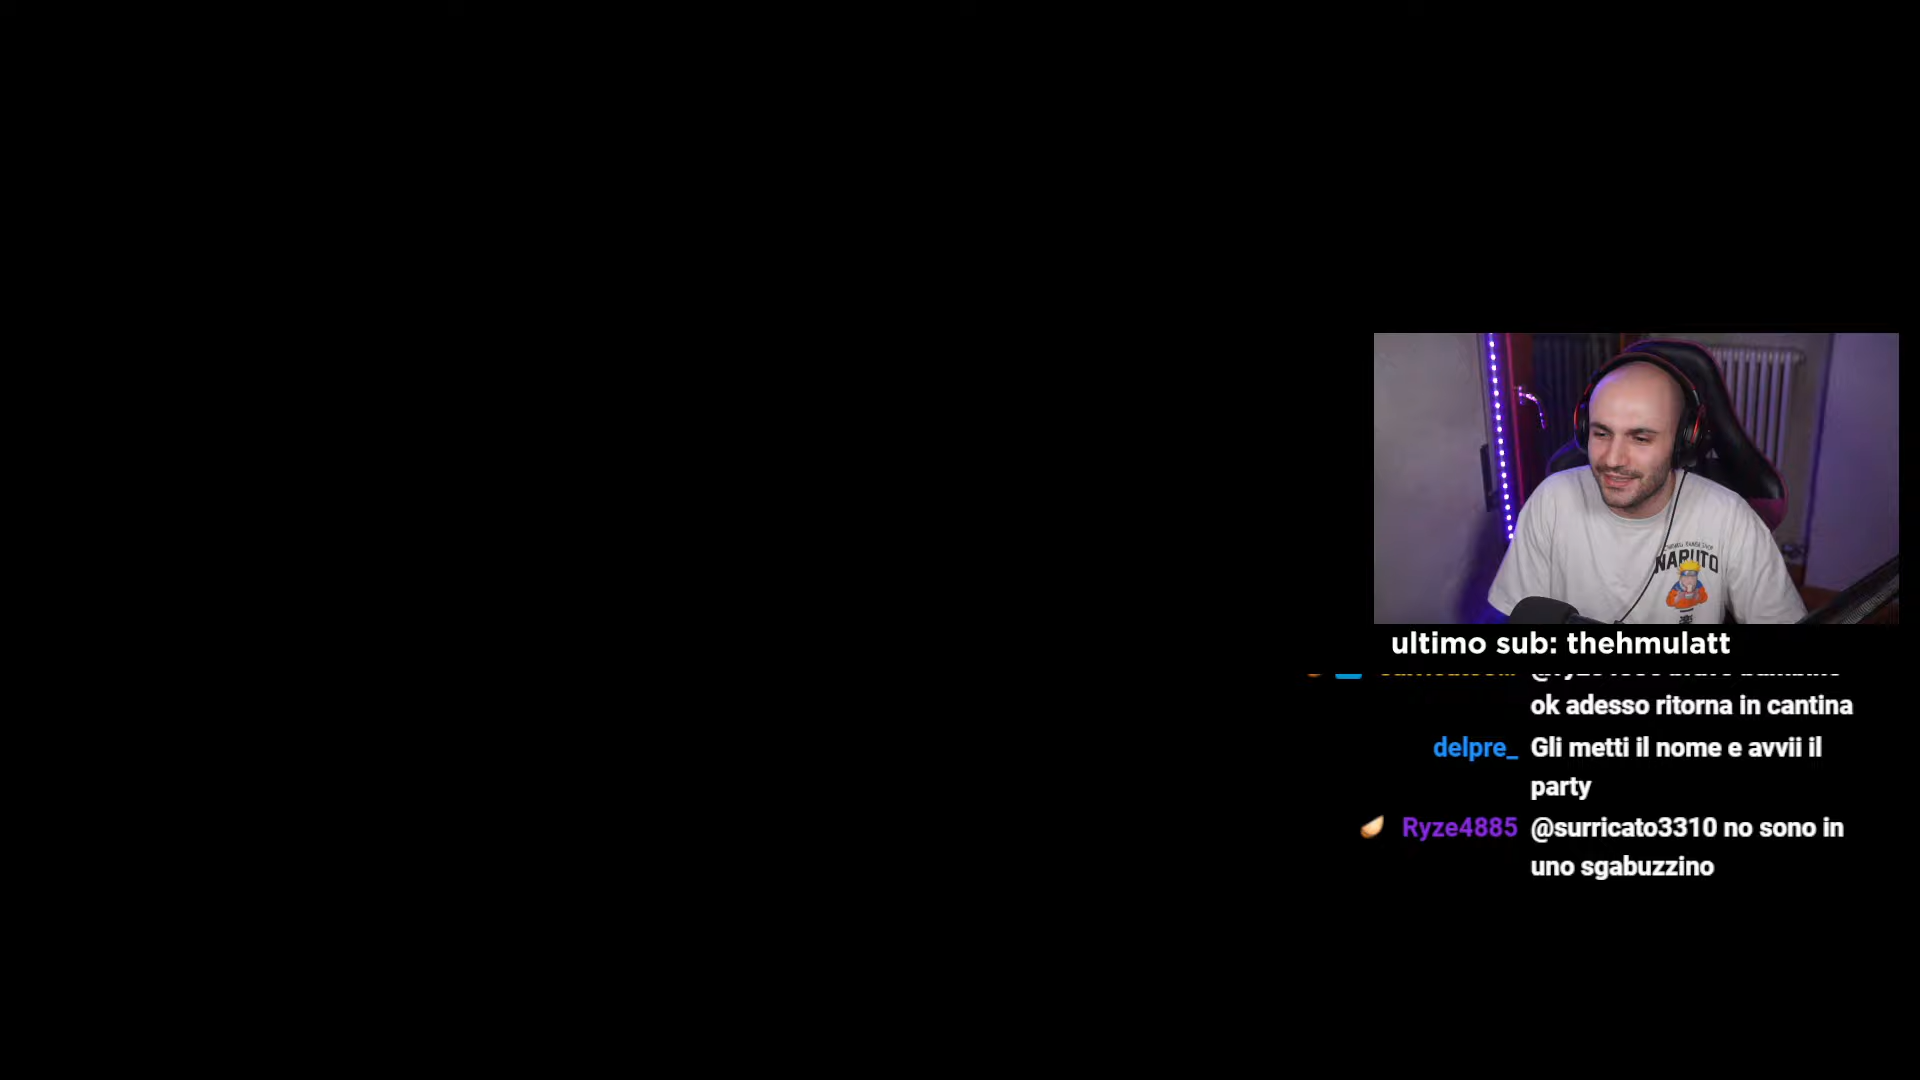 NARUTO
ultimo sub: thehmulatt
ok adesso ritorna in cantina
delpre_ Gli metti il nome e avvii il
party
Ryze4885 @surricato3310 no sono in
uno sgabuzzino